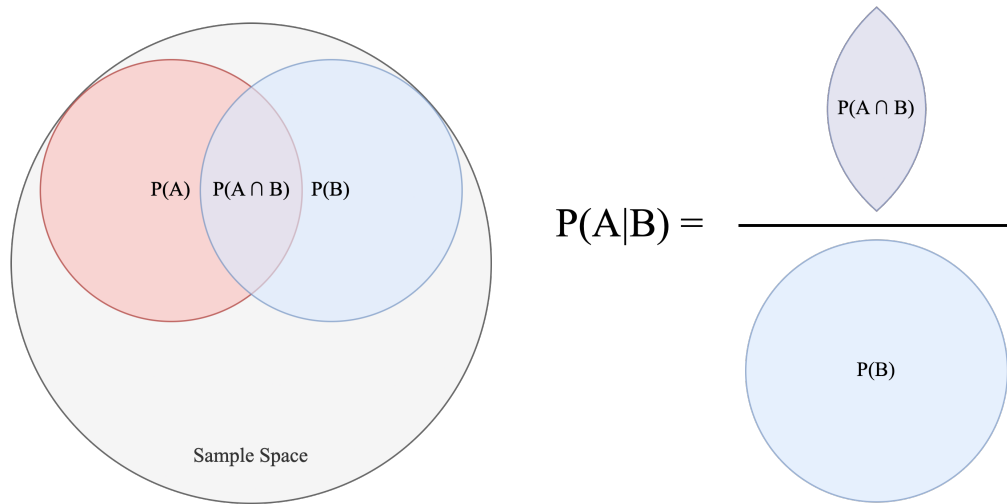 P(A) P(A ∩ B) P(B)
Sample Space
P(A|B) =
P(A ∩ B)
P(B)